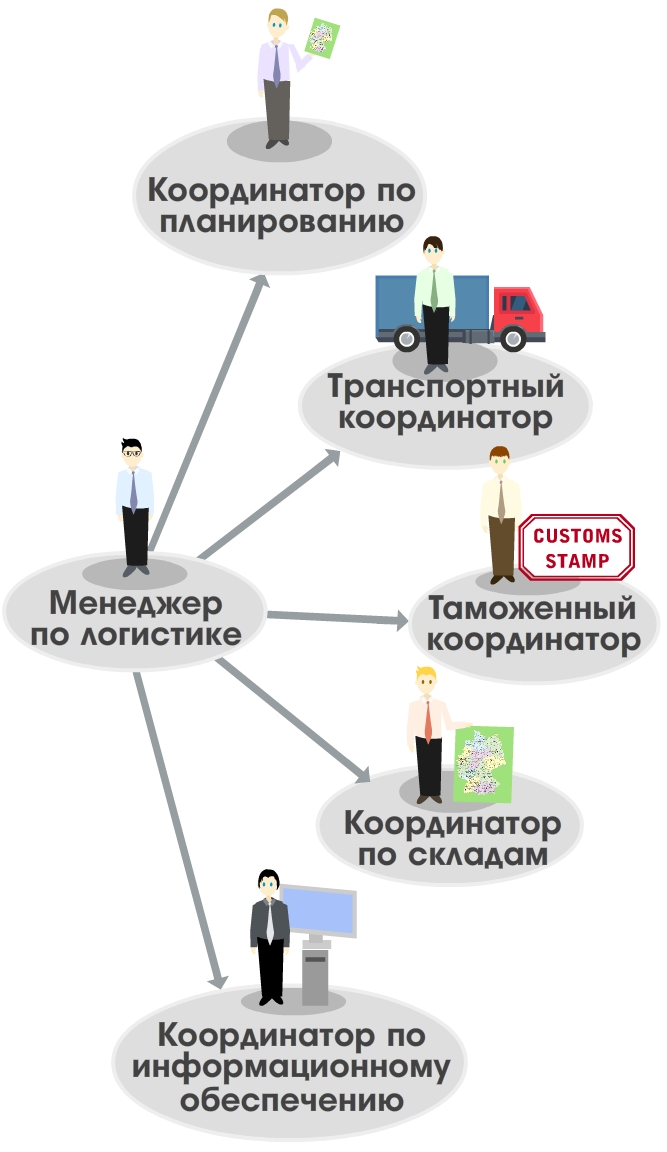 Координатор по
планированию
Транспортный
координатор
CUSTOMS
STAMP
Менеджер
по логистике
Таможенный
координатор
Координатор
по складам
Координатор по
информационному
обеспечению